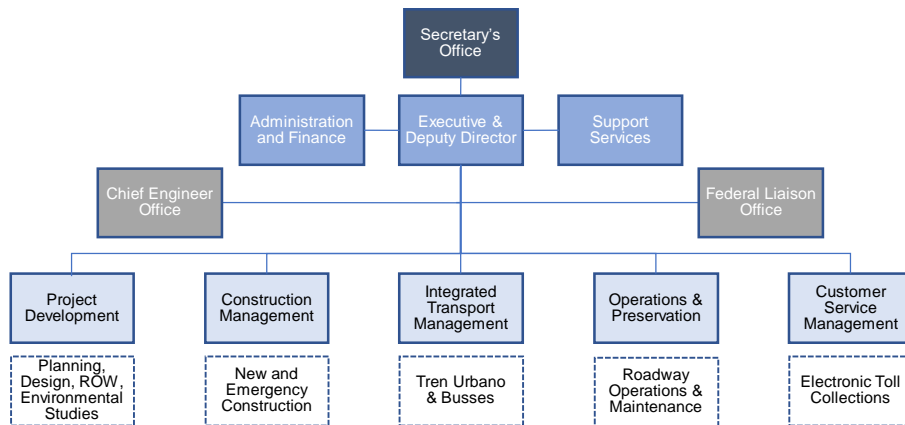 Secretary's
Office
Administration
and Finance
Executive &
Deputy Director
Support
Services
Chief Engineer
Office
Federal Liaison
Office
Project
Development
Construction
Management
Integrated
Transport
Management
Operations &
Preservation
Customer
Service
Management
Planning,
Design, ROW,
Environmental
Studies
New and
Emergency
Construction
Tren Urbano
& Busses
Roadway
Operations &
Maintenance
Electronic Toll
Collections